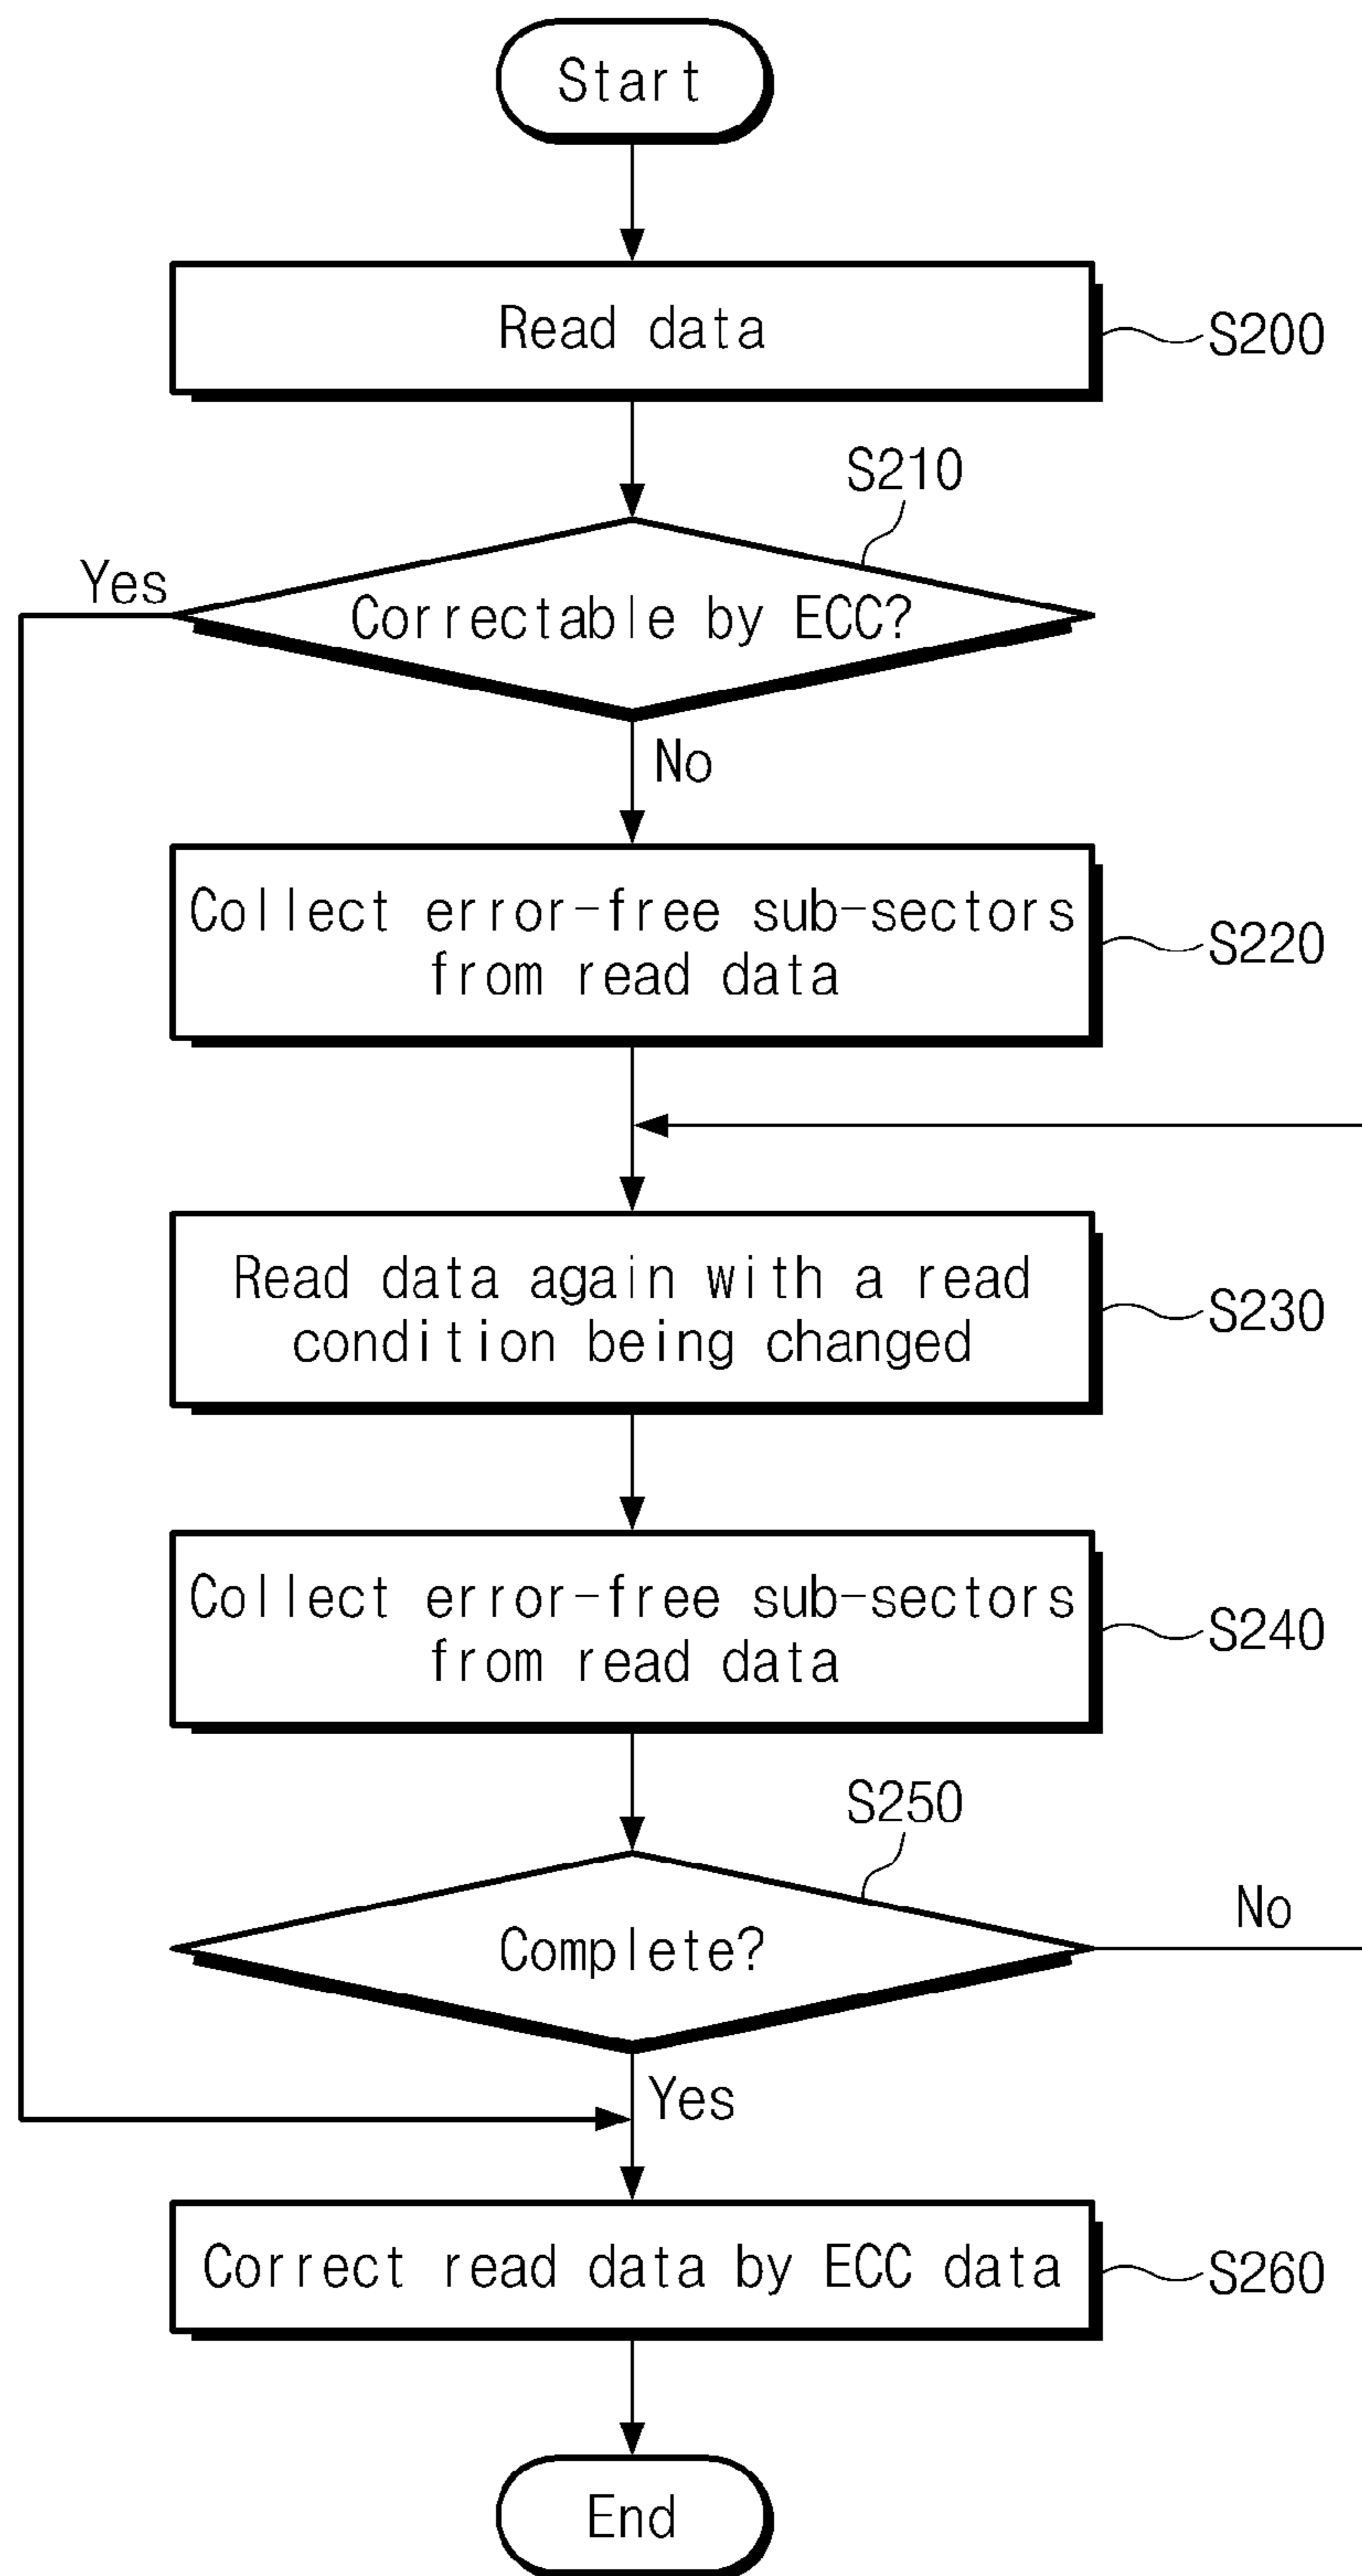 Start
Read data
S200
S210
Yes
Correctable by ECC?
No
Collect error-free sub-sectors
from read data
S220
Read data again with a read
condition being changed
S230
Collect error-free sub-sectors
from read data
S240
S250
No
Complete?
Yes
Correct read data by ECC data
S260
End